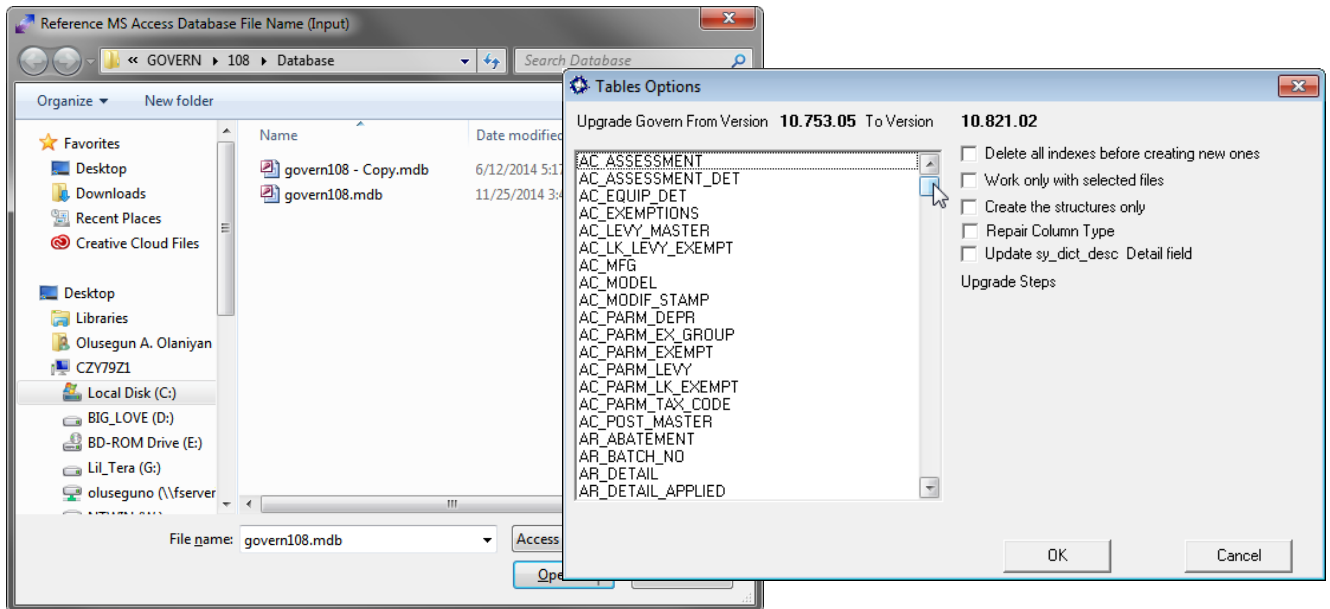 Reference MS Access Database File Name (Input)
« GOVERN ▸ 108 ▸ Database
Search Database
Organize
New folder
Favorites
Desktop
Downloads
Recent Places
Creative Cloud Files
Desktop
Libraries
Olusegun A. Olaniyan
CZY79Z1
Local Disk (C:)
BIG_LOVE (D:)
BD-ROM Drive (E:)
Lil_Tera (G:)
oluseguno (\\fserver
Name
Date modified
govern108 - Copy.mdb
6/12/2014 5:17
govern108.mdb
11/25/2014 3:4
File name:
govern108.mdb
Access
Ope
Tables Options
Upgrade Govern From Version 10.753.05 To Version 10.821.02
AC_ASSESSMENT
AC_ASSESSMENT_DET
AC_EQUIP_DET
AC_EXEMPTIONS
AC_LEVY_MASTER
AC_LK_LEVY_EXEMPT
AC_MFG
AC_MODEL
AC_MODIF_STAMP
AC_PARM_DEPR
AC_PARM_EX_GROUP
AC_PARM_EXEMPT
AC_PARM_LEVY
AC_PARM_LK_EXEMPT
AC_PARM_TAX_CODE
AC_POST_MASTER
AR_ABATEMENT
AR_BATCH_NO
AR_DETAIL
AR_DETAIL_APPLIED
Delete all indexes before creating new ones
Work only with selected files
Create the structures only
Repair Column Type
Update sy_dict_desc Detail field
Upgrade Steps
OK
Cancel